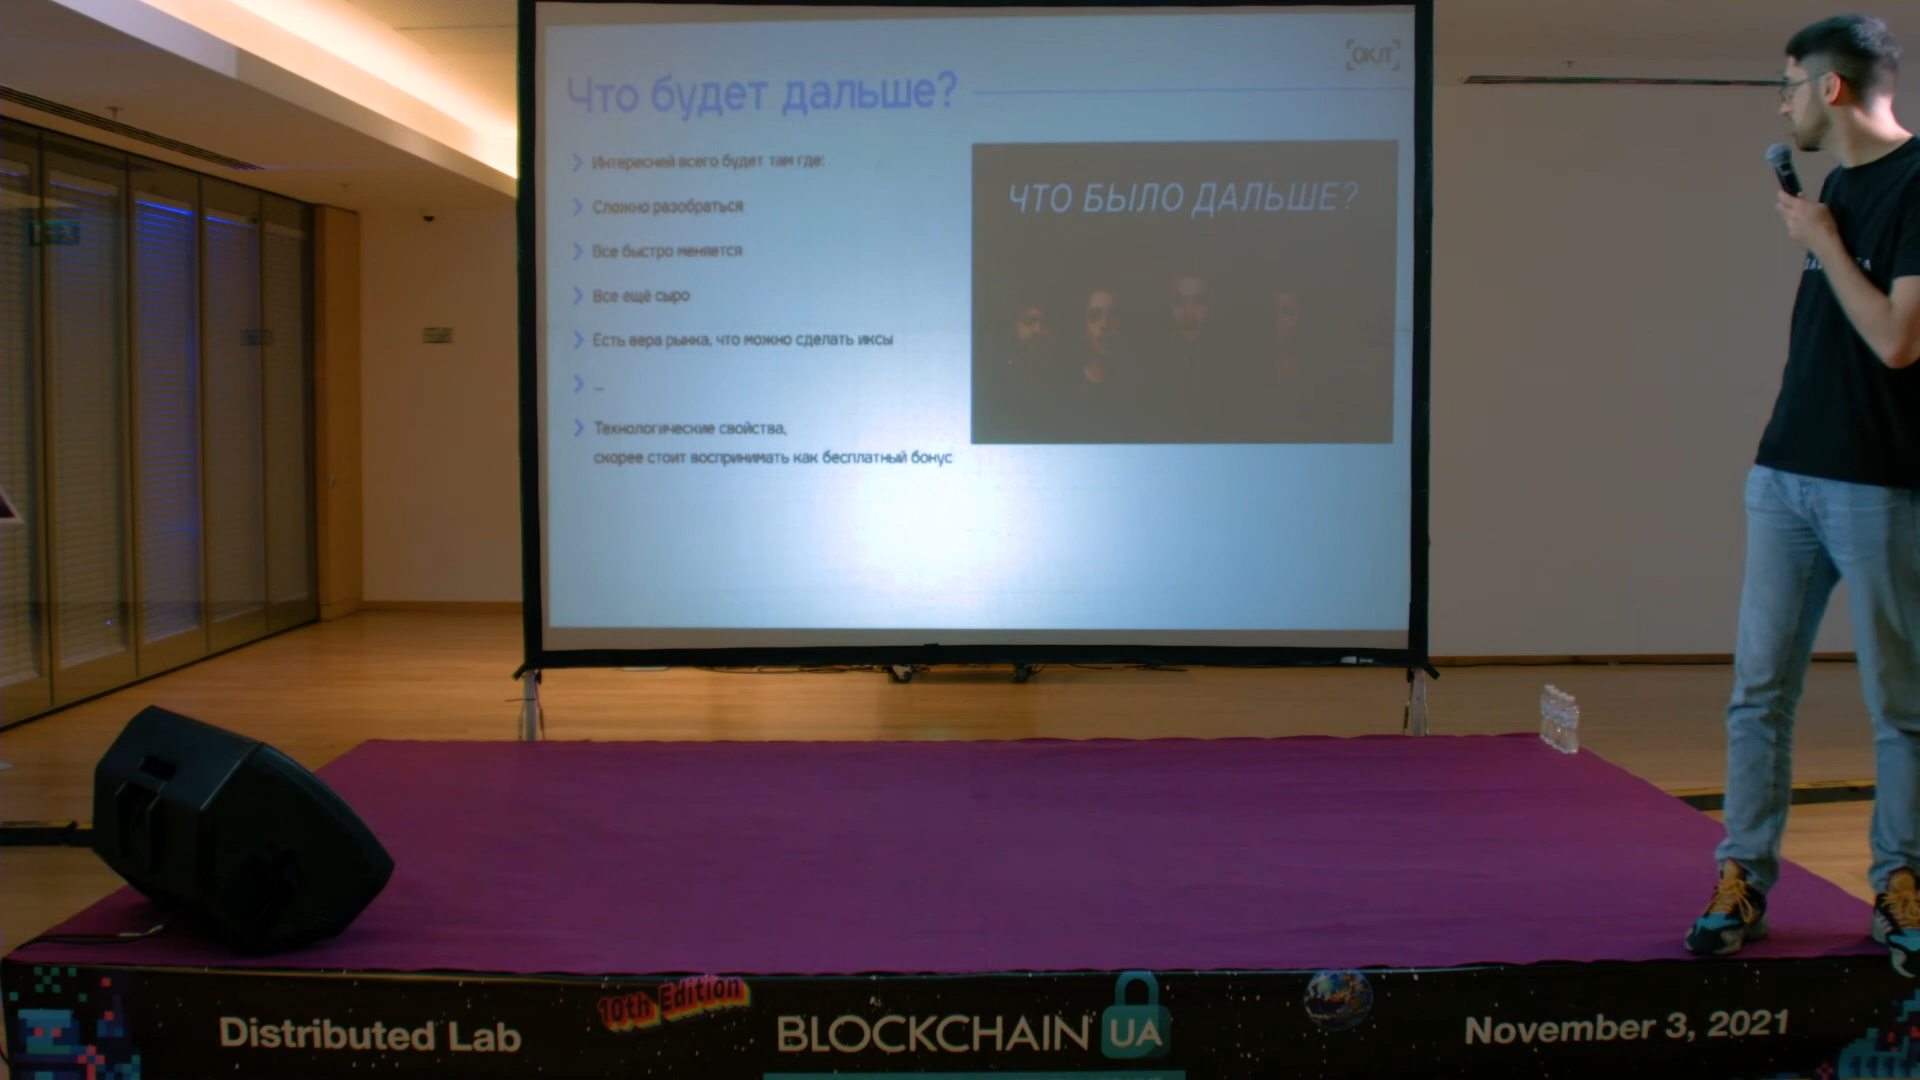 [OKJT]
Что будет дальше?
Интересней всего будет там где:
Сложно разобраться
Все быстро меняется
Все ещё сыро
Есть вера рынка, что можно сделать иксы
...
Технологические свойства,
скорее стоит воспринимать как бесплатный бонус
ЧТО БЫЛО ДАЛЬШЕ?
10th Edition
Distributed Lab
BLOCKCHAIN UA
November 3, 2021